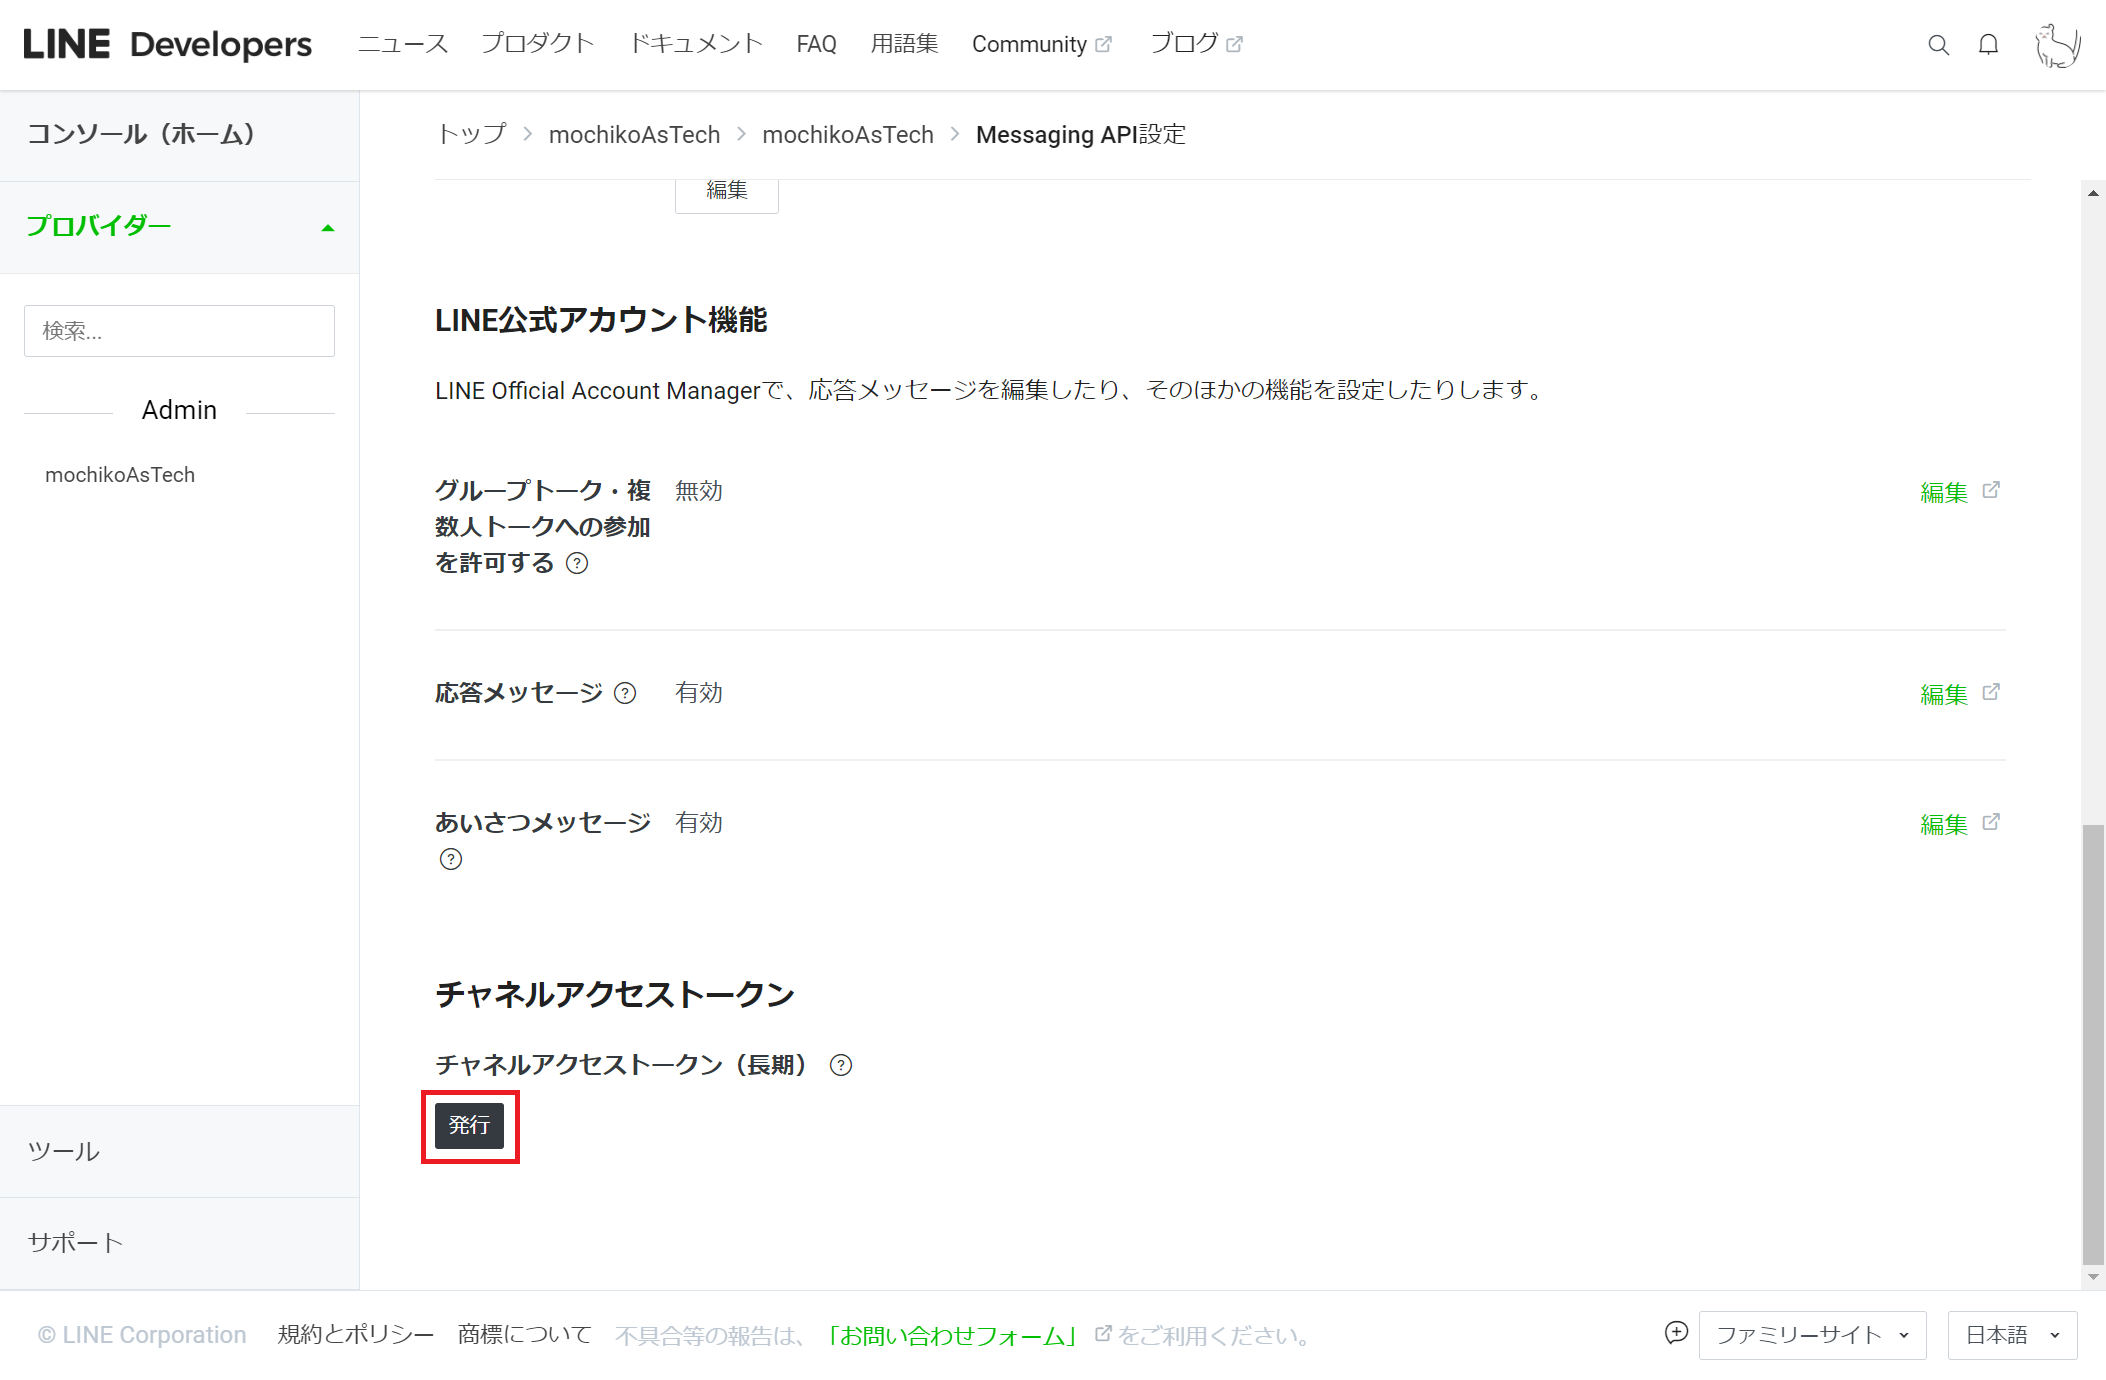 LINE Developers ニュース プロダクト ドキュメント FAQ 用語集 Community ブログ
コンソール（ホーム）
プロバイダー
検索...
Admin
mochikoAsTech
ツール
サポート
トップ > mochikoAsTech > mochikoAsTech > Messaging API設定
編集
LINE公式アカウント機能
LINE Official Account Managerで、応答メッセージを編集したり、そのほかの機能を設定したりします。
グループトーク・複 無効 編集
数人トークへの参加
を許可する ?
応答メッセージ ? 有効 編集
あいさつメッセージ 有効 編集
?
チャネルアクセストークン
チャネルアクセストークン（長期） ?
発行
© LINE Corporation 規約とポリシー 商標について 不具合等の報告は、「お問い合わせフォーム」をご利用ください。 ファミリーサイト 日本語